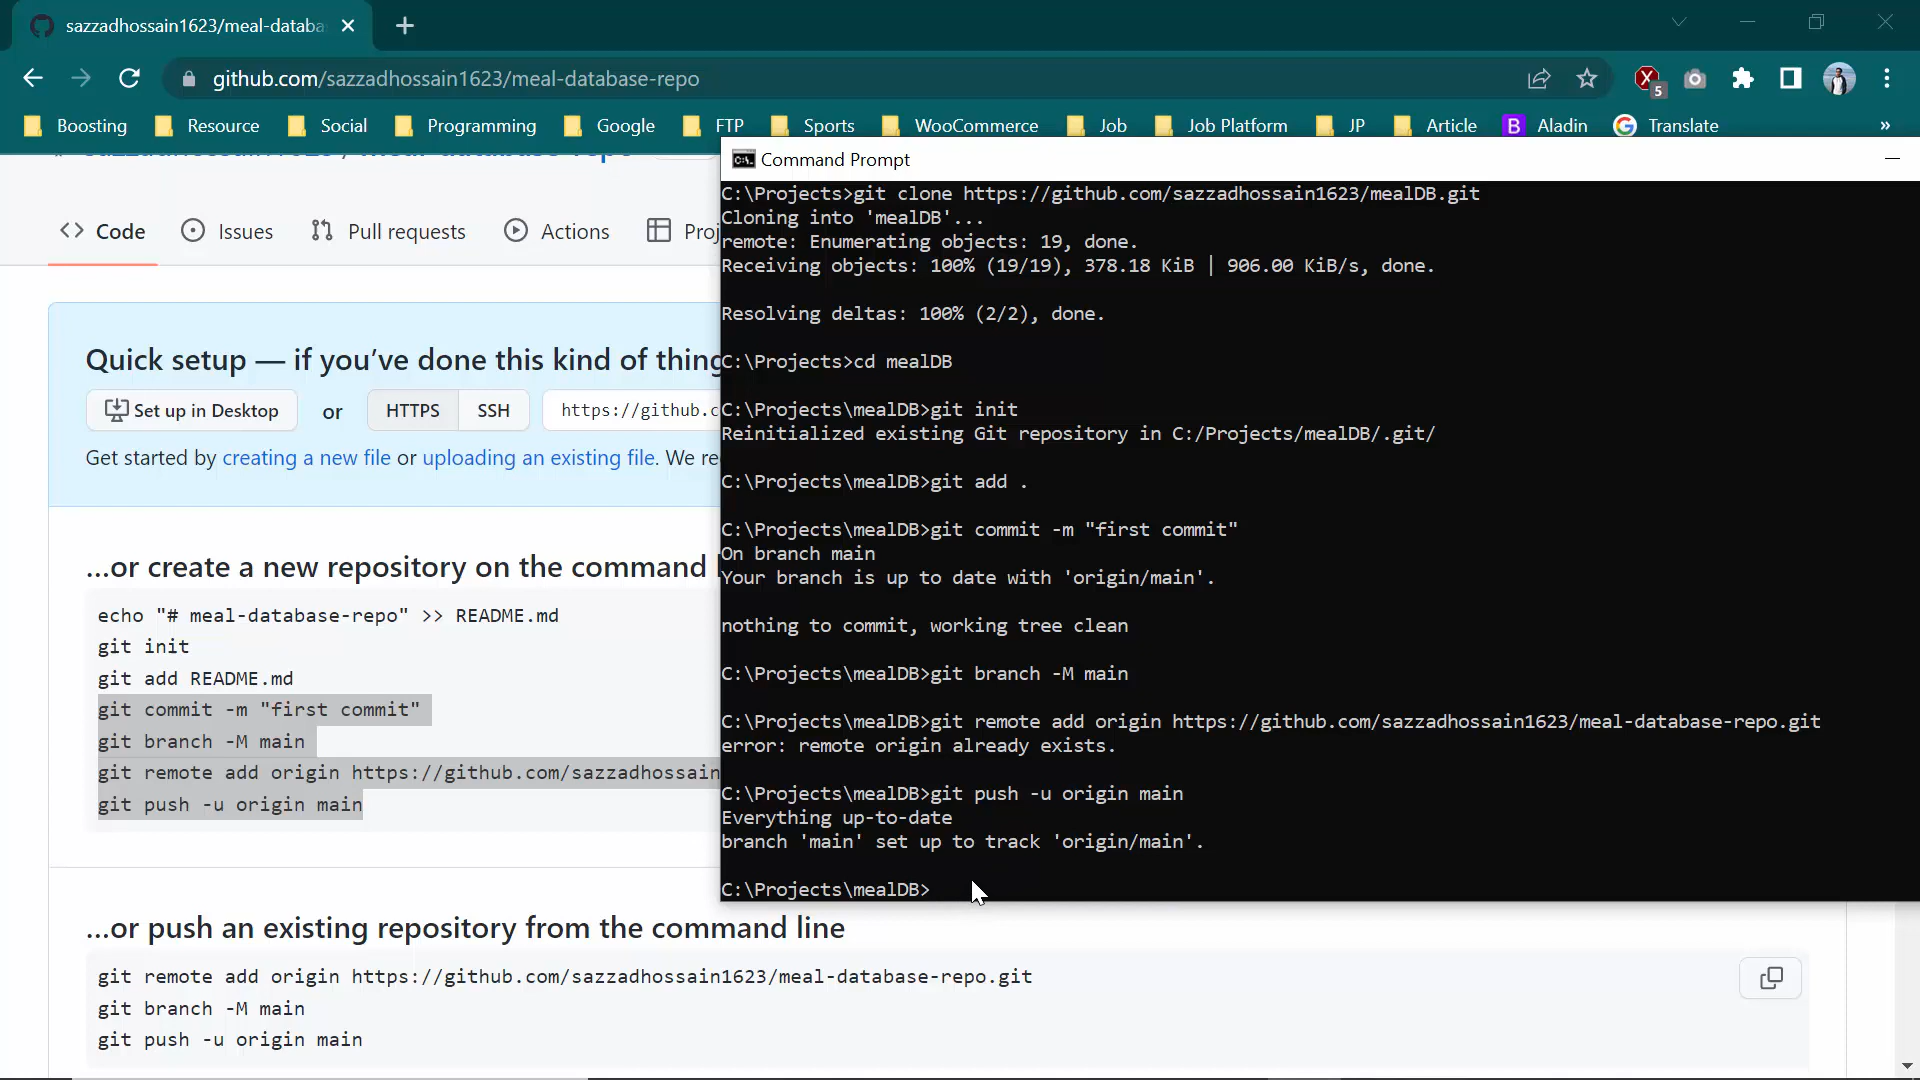 sazzadhossain1623/meal-databa
github.com/sazzadhossain1623/meal-database-repo
5
Boosting
Resource
Social
Programming
Google
FTP
Sports
WooCommerce
Job
Job Platform
JP
Article
B
Aladin
Translate
»
sazzadhossain1623 / meal-database-repo
Code
Issues
Pull requests
Actions
Proj
Quick setup — if you’ve done this kind of thing
Set up in Desktop
or
HTTPS
SSH
https://github.c
Get started by creating a new file or uploading an existing file. We re
...or create a new repository on the command l
echo "# meal-database-repo" >> README.md
git init
git add README.md
git commit -m "first commit"
git branch -M main
git remote add origin https://github.com/sazzadhossain
git push -u origin main
...or push an existing repository from the command line
git remote add origin https://github.com/sazzadhossain1623/meal-database-repo.git
git branch -M main
git push -u origin main
Command Prompt
C:\Projects>git clone https://github.com/sazzadhossain1623/mealDB.git
Cloning into 'mealDB'...
remote: Enumerating objects: 19, done.
Receiving objects: 100% (19/19), 378.18 KiB | 906.00 KiB/s, done.
Resolving deltas: 100% (2/2), done.
C:\Projects>cd mealDB
C:\Projects\mealDB>git init
Reinitialized existing Git repository in C:/Projects/mealDB/.git/
C:\Projects\mealDB>git add .
C:\Projects\mealDB>git commit -m "first commit"
On branch main
Your branch is up to date with 'origin/main'.
nothing to commit, working tree clean
C:\Projects\mealDB>git branch -M main
C:\Projects\mealDB>git remote add origin https://github.com/sazzadhossain1623/meal-database-repo.git
error: remote origin already exists.
C:\Projects\mealDB>git push -u origin main
Everything up-to-date
branch 'main' set up to track 'origin/main'.
C:\Projects\mealDB>